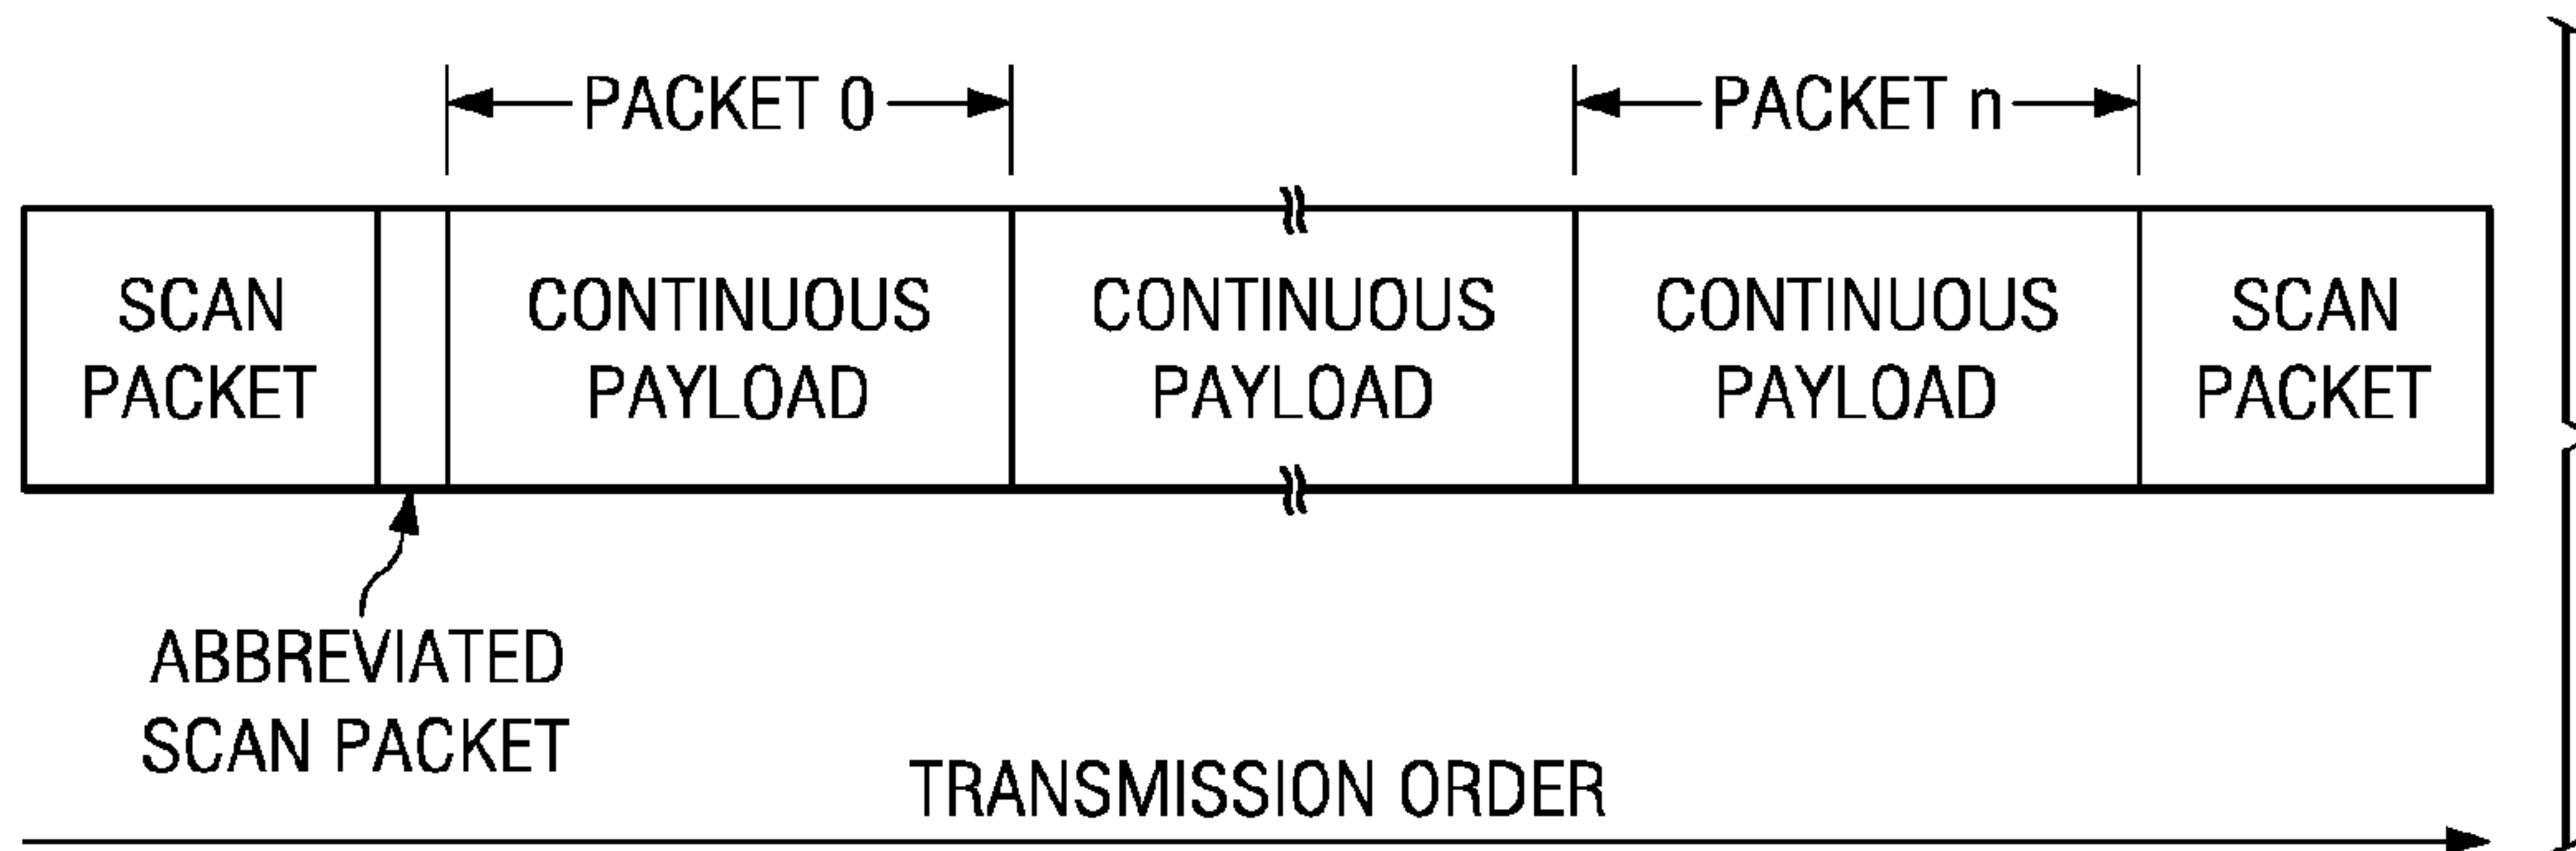 PACKET 0
PACKET n
SCAN
PACKET
CONTINUOUS
PAYLOAD
CONTINUOUS
PAYLOAD
CONTINUOUS
PAYLOAD
SCAN
PACKET
ABBREVIATED
SCAN PACKET
TRANSMISSION ORDER